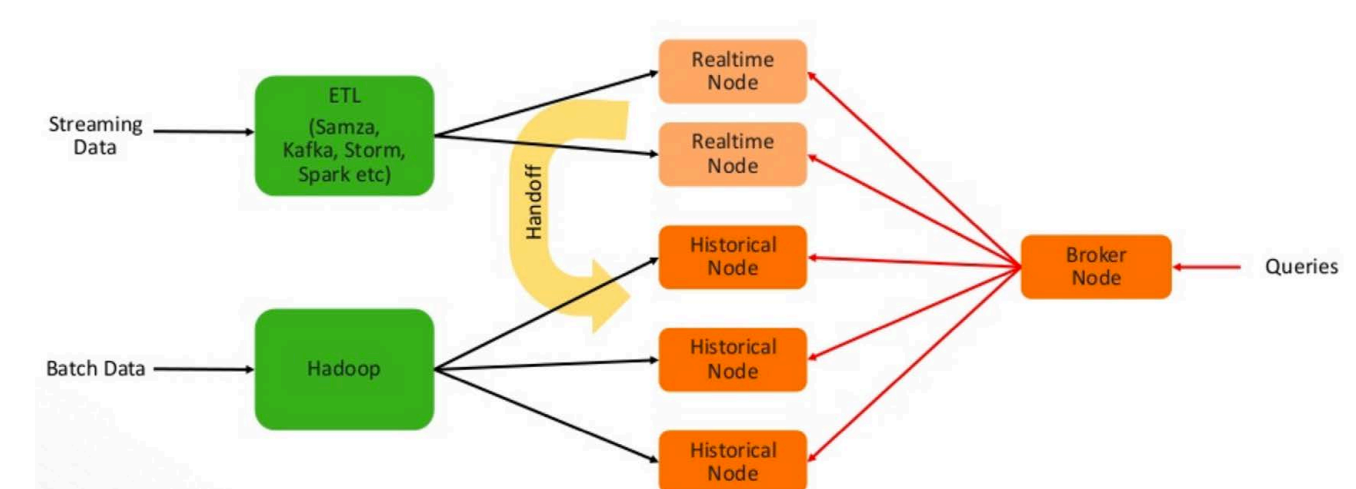 Streaming
Data
ETL
(Samza,
Kafka, Storm,
Spark etc)
Handoff
Realtime
Node
Realtime
Node
Historical
Node
Broker
Node
Queries
Batch Data
Hadoop
Historical
Node
Historical
Node